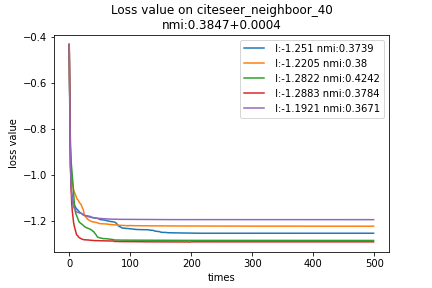 Loss value on citeseer_neighboor_40
nmi:0.3847+0.0004
l:-1.251 nmi:0.3739
l:-1.2205 nmi:0.38
l:-1.2822 nmi:0.4242
l:-1.2883 nmi:0.3784
l:-1.1921 nmi:0.3671
loss value
−0.4
−0.6
−0.8
−1.0
−1.2
0 100 200 300 400 500
times